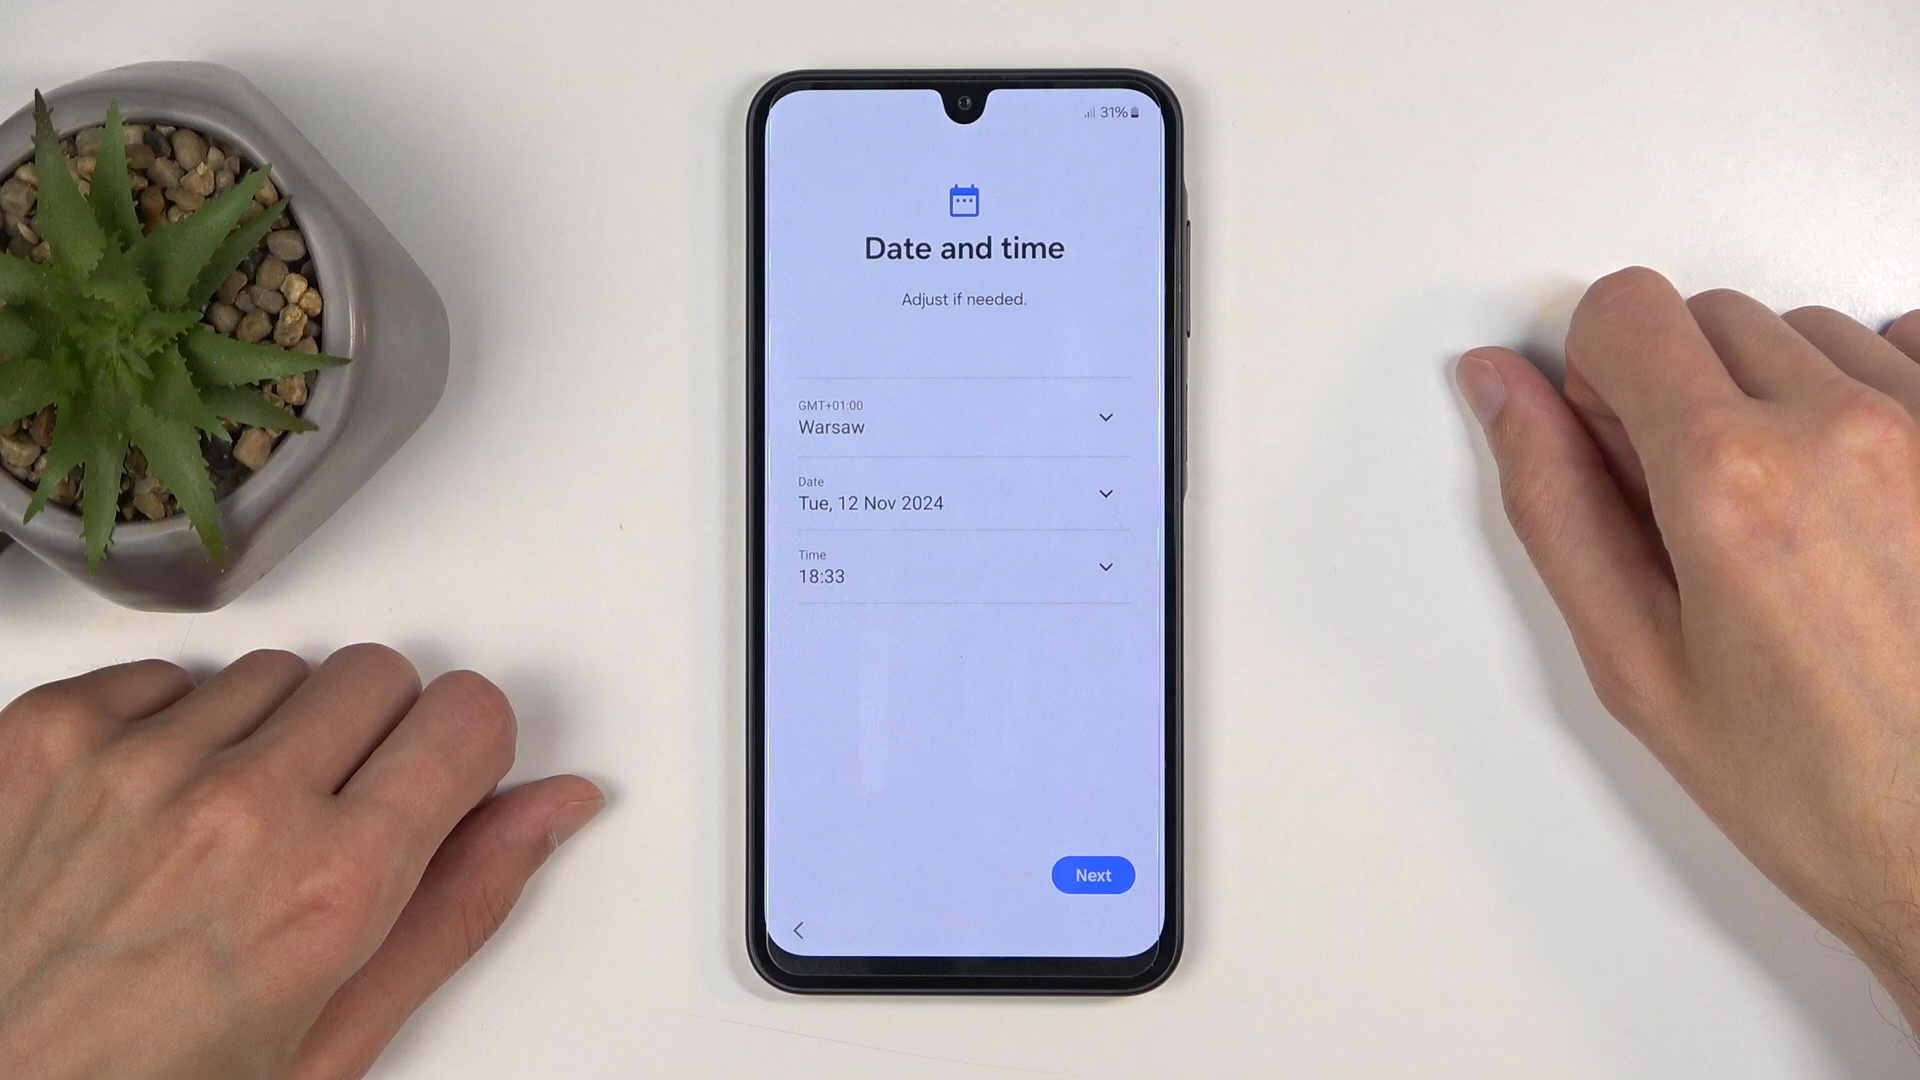 31%
Date and time
Adjust if needed.
GMT+01:00
Warsaw
Date
Tue, 12 Nov 2024
Time
18:33
Next